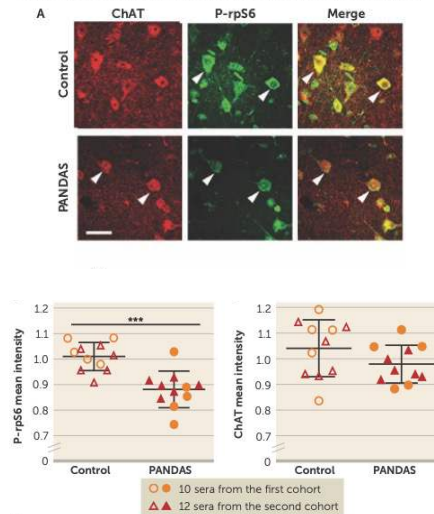 A
ChAT P-rpS6 Merge
Control
PANDAS
P-rpS6 mean intensity
1.2
1.1
1.0
0.9
0.8
0.7
0
***
Control PANDAS
ChAT mean intensity
1.2
1.1
1.0
0.9
0.8
0.7
0
Control PANDAS
10 sera from the first cohort
12 sera from the second cohort